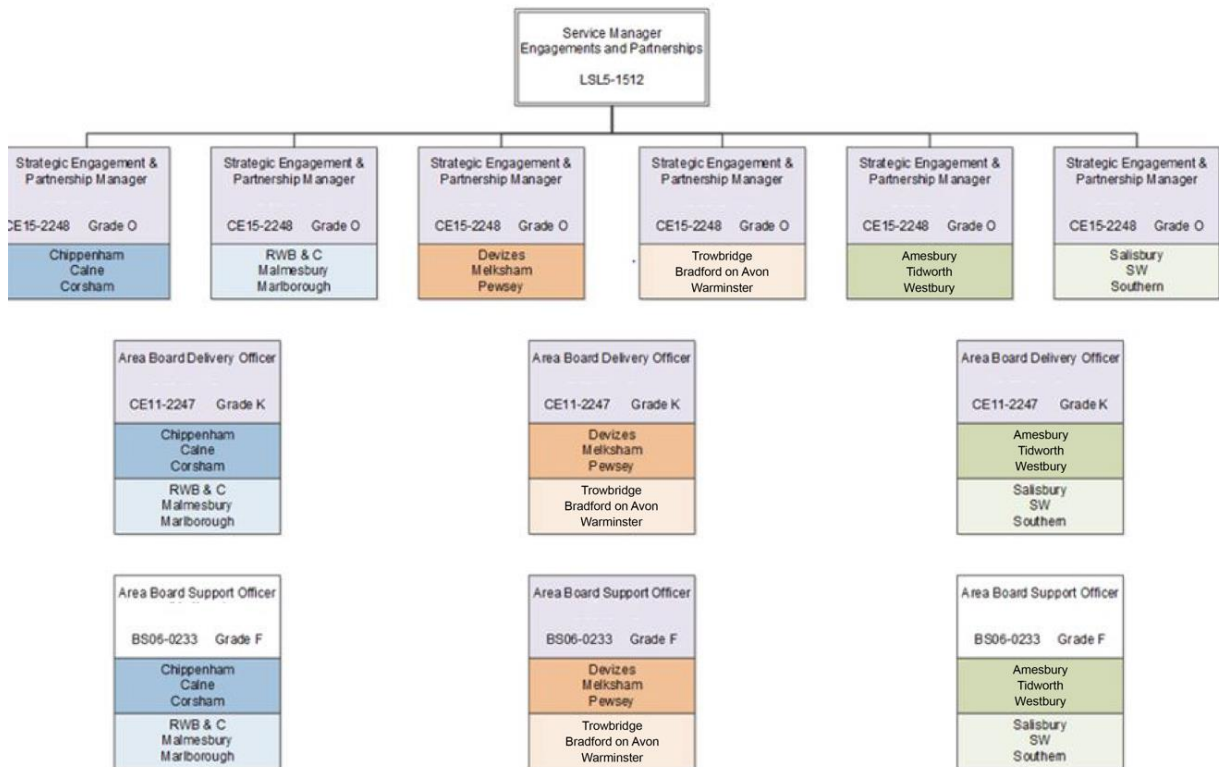 Service Manager
Engagements and Partnerships
LSL5-1512
Strategic Engagement &
Partnership Manager
CE15-2248 Grade O
Chippenham
Calne
Corsham
Strategic Engagement &
Partnership Manager
CE15-2248 Grade O
RWB & C
Malmesbury
Marlborough
Strategic Engagement &
Partnership Manager
CE15-2248 Grade O
Devizes
Melksham
Pewsey
Strategic Engagement &
Partnership Manager
CE15-2248 Grade O
Trowbridge
Bradford on Avon
Warminster
Strategic Engagement &
Partnership Manager
CE15-2248 Grade O
Amesbury
Tidworth
Westbury
Strategic Engagement &
Partnership Manager
CE15-2248 Grade O
Salisbury
SW
Southern
Area Board Delivery Officer
CE11-2247 Grade K
Chippenham
Calne
Corsham
RWB & C
Malmesbury
Marlborough
Area Board Delivery Officer
CE11-2247 Grade K
Devizes
Melksham
Pewsey
Trowbridge
Bradford on Avon
Warminster
Area Board Delivery Officer
CE11-2247 Grade K
Amesbury
Tidworth
Westbury
Salisbury
SW
Southern
Area Board Support Officer
BS06-0233 Grade F
Chippenham
Calne
Corsham
RWB & C
Malmesbury
Marlborough
Area Board Support Officer
BS06-0233 Grade F
Devizes
Melksham
Pewsey
Trowbridge
Bradford on Avon
Warminster
Area Board Support Officer
BS06-0233 Grade F
Amesbury
Tidworth
Westbury
Salisbury
SW
Southern